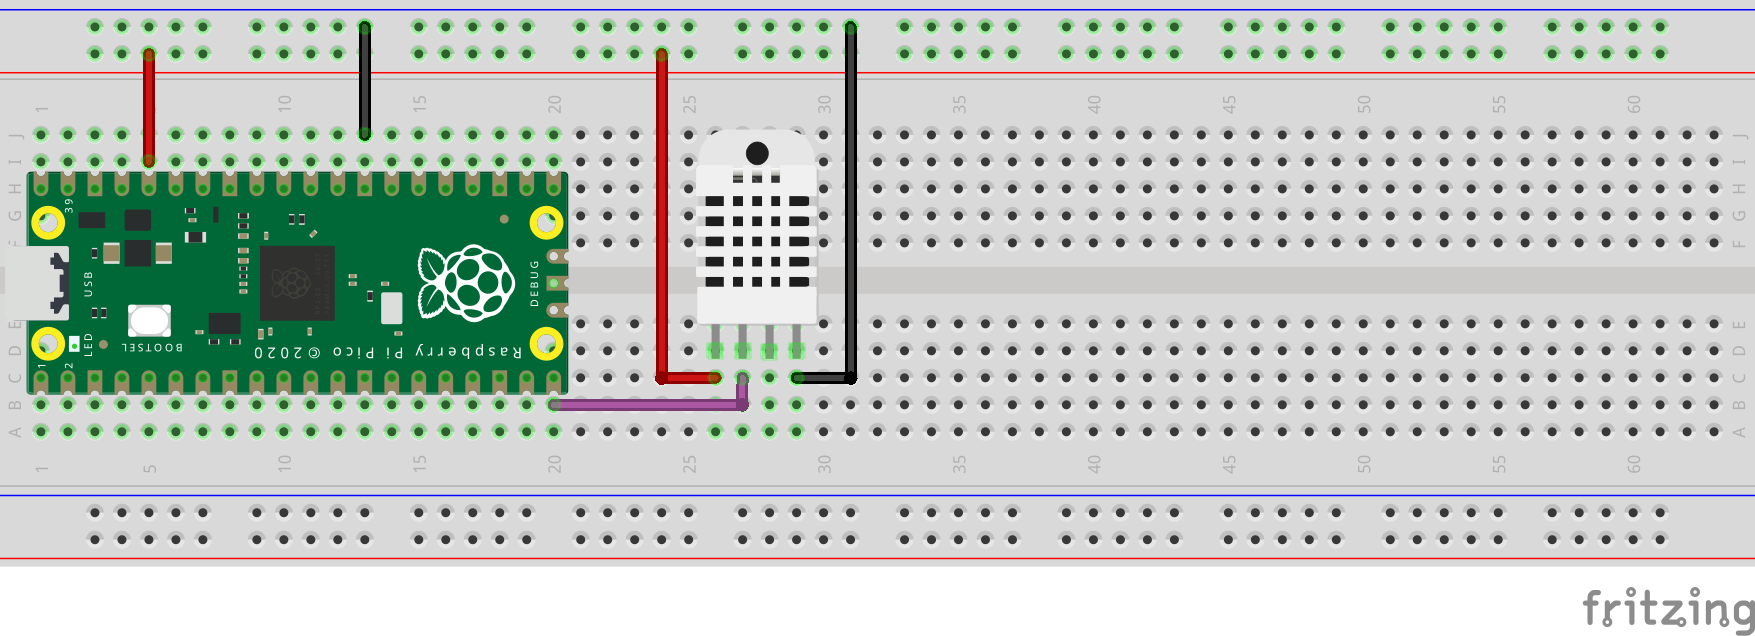 1 10 15 20 25 30 35 40 45 50 55 60
J J
I I
H H
G G
F F
39
USB
DEBUG
BOOTSEL
LED
Raspberry Pi Pico © 2020
1
2
E E
D D
C C
B B
A A
1 5 10 15 20 25 30 35 40 45 50 55 60
fritzing